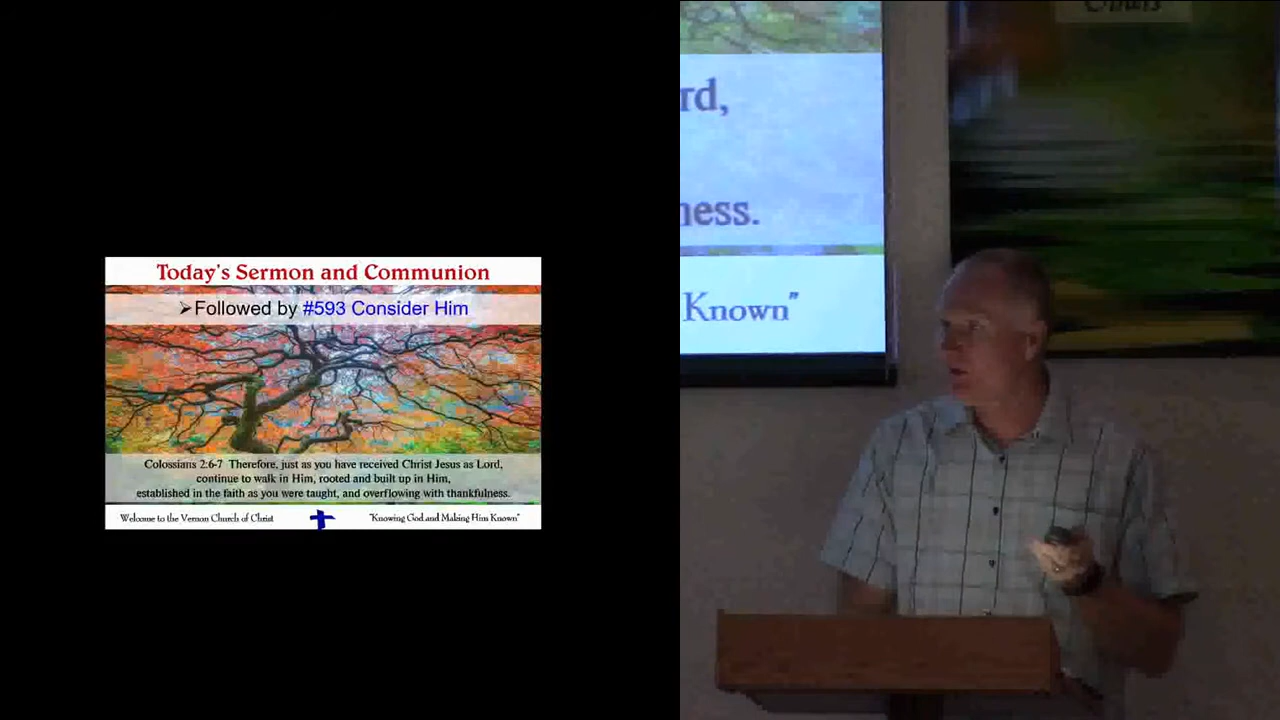 Today's Sermon and Communion
➢Followed by #593 Consider Him
Colossians 2:6-7 Therefore, just as you have received Christ Jesus as Lord,
continue to walk in Him, rooted and built up in Him,
established in the faith as you were taught, and overflowing with thankfulness.
Welcome to the Vernon Church of Christ
"Knowing God and Making Him Known"
rd,
ness.
Known"